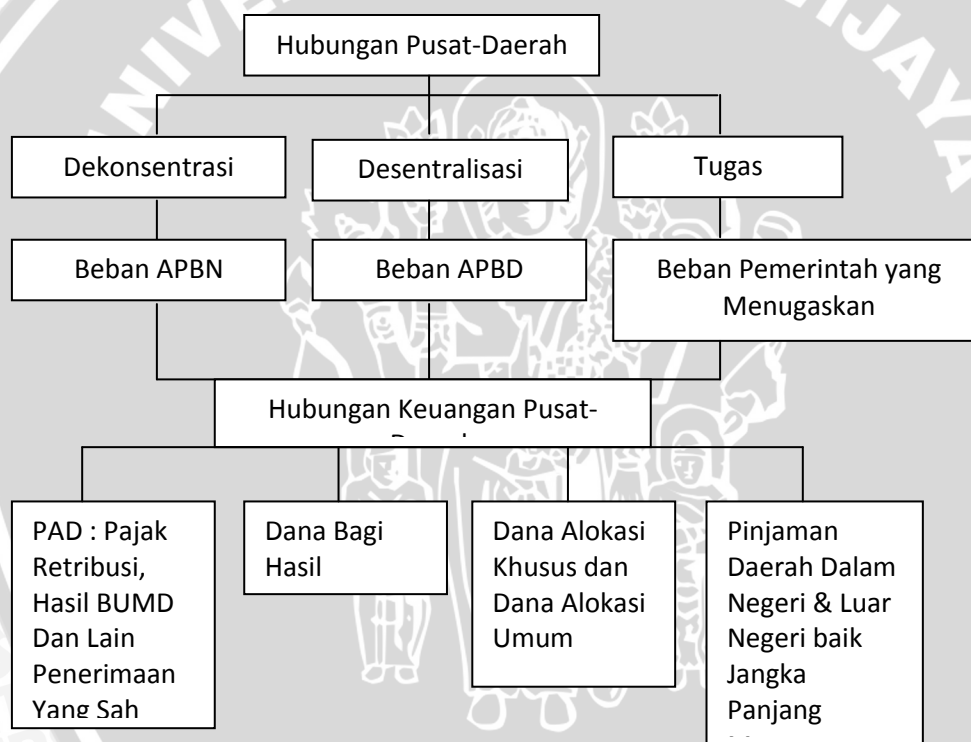 Hubungan Pusat-Daerah
Dekonsentrasi
Desentralisasi
Tugas
Beban APBN
Beban APBD
Beban Pemerintah yang
Menugaskan
Hubungan Keuangan Pusat-
PAD : Pajak
Retribusi,
Hasil BUMD
Dan Lain
Penerimaan
Yang Sah
Dana Bagi
Hasil
Dana Alokasi
Khusus dan
Dana Alokasi
Umum
Pinjaman
Daerah Dalam
Negeri & Luar
Negeri baik
Jangka
Panjang